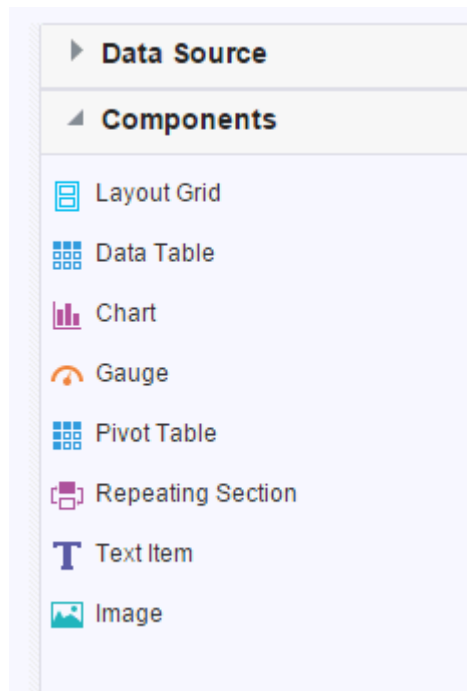 Data Source
Components
Layout Grid
Data Table
Chart
Gauge
Pivot Table
Repeating Section
Text Item
Image